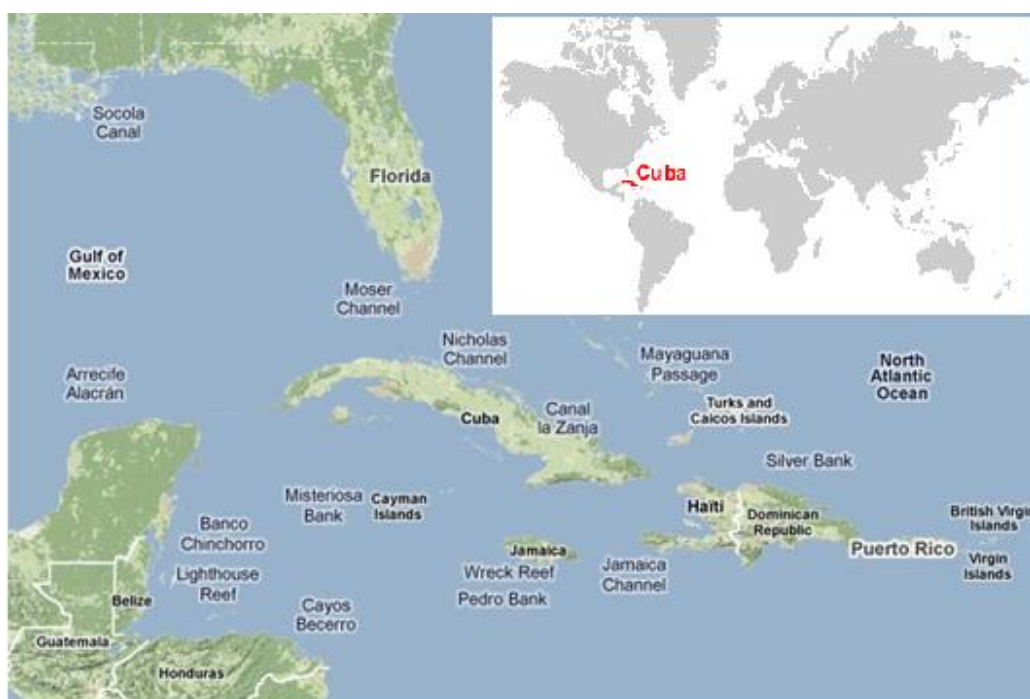 Socola
Canal
Florida
Cuba
Gulf of
Mexico
Moser
Channel
Nicholas
Channel
Mayaguana
Passage
North
Atlantic
Ocean
Arrecife
Alacrán
Turks and
Caicos Islands
Cuba
Canal
la Zanja
Silver Bank
Misteriosa
Bank
Cayman
Islands
Haïti
Dominican
Republic
British Virgin
Islands
Banco
Chinchorro
Jamaica
Puerto Rico
Virgin
Islands
Lighthouse
Reef
Wreck Reef
Jamaica
Channel
Pedro Bank
Belize
Cayos
Becerro
Guatemala
Honduras